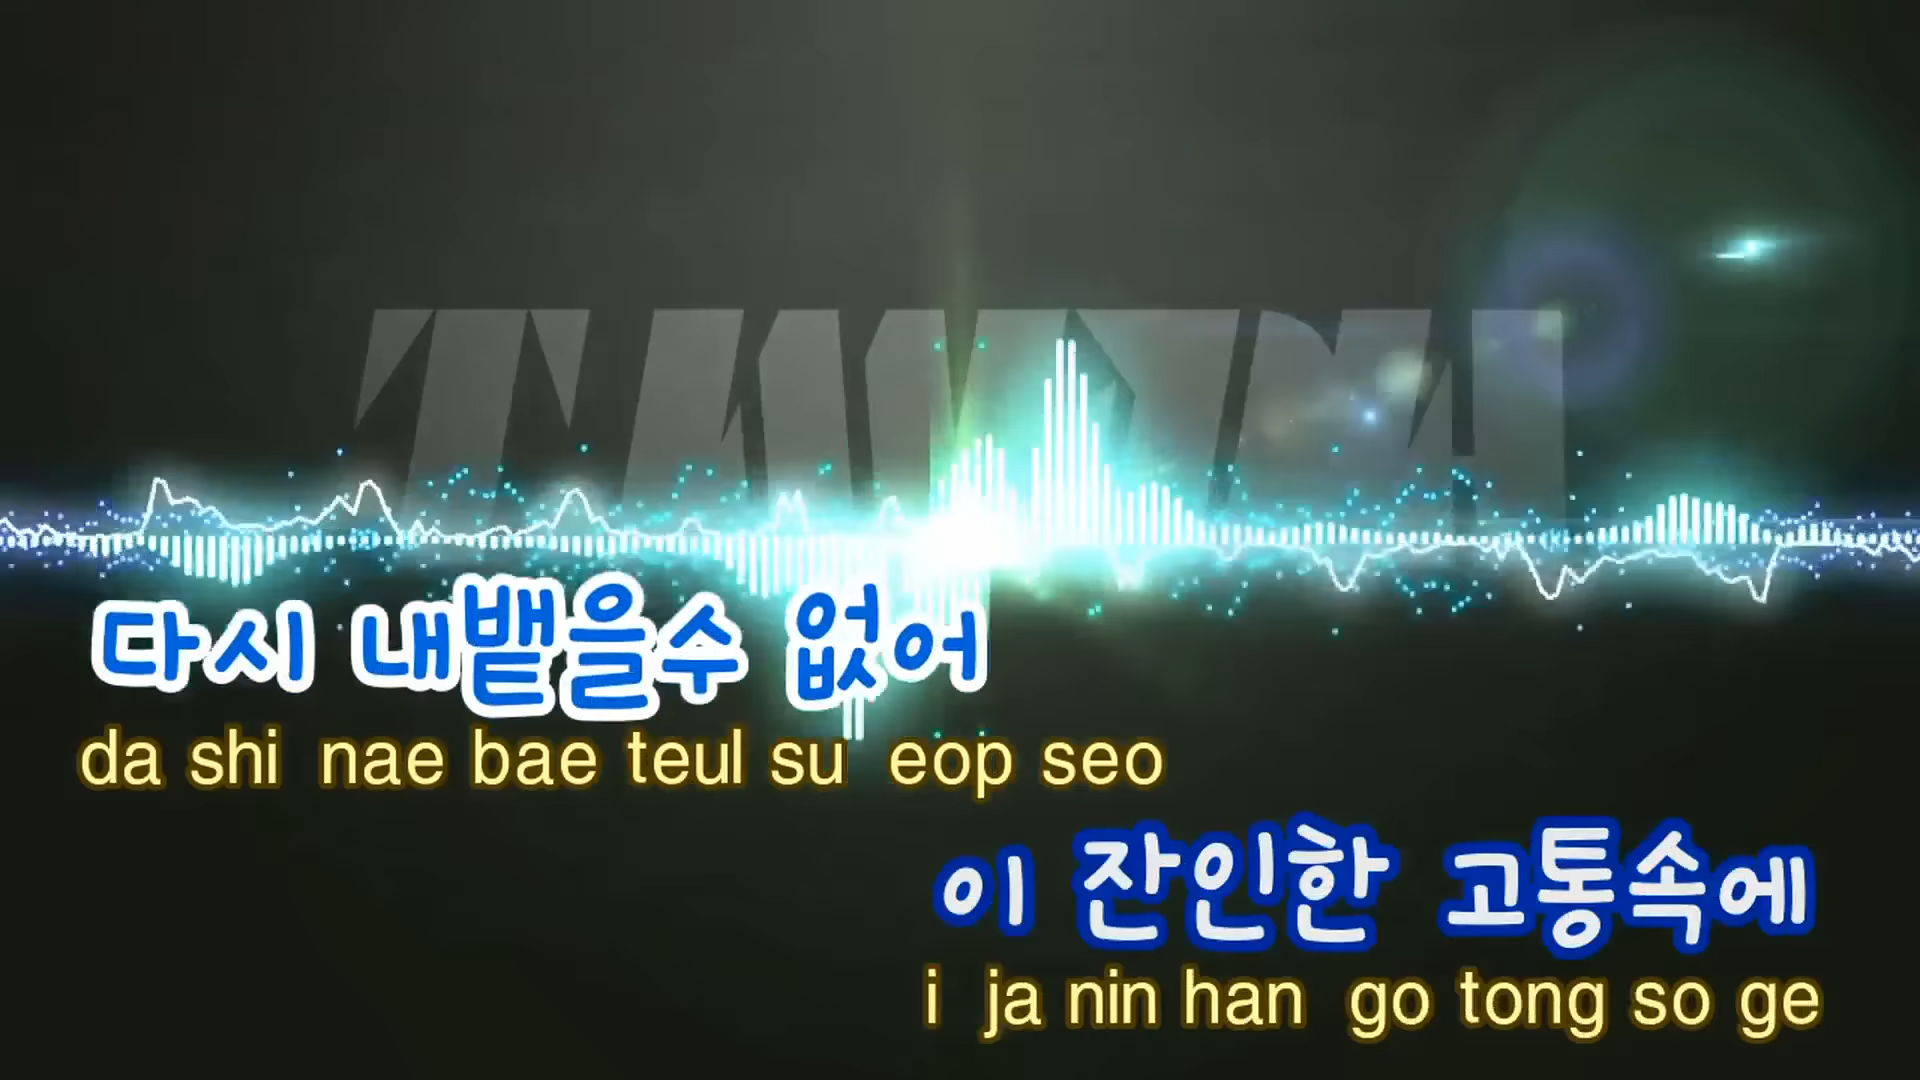 다시 내뱉을수 없어
da shi nae bae teul su eop seo
이 잔인한 고통속에
i ja nin han go tong so ge